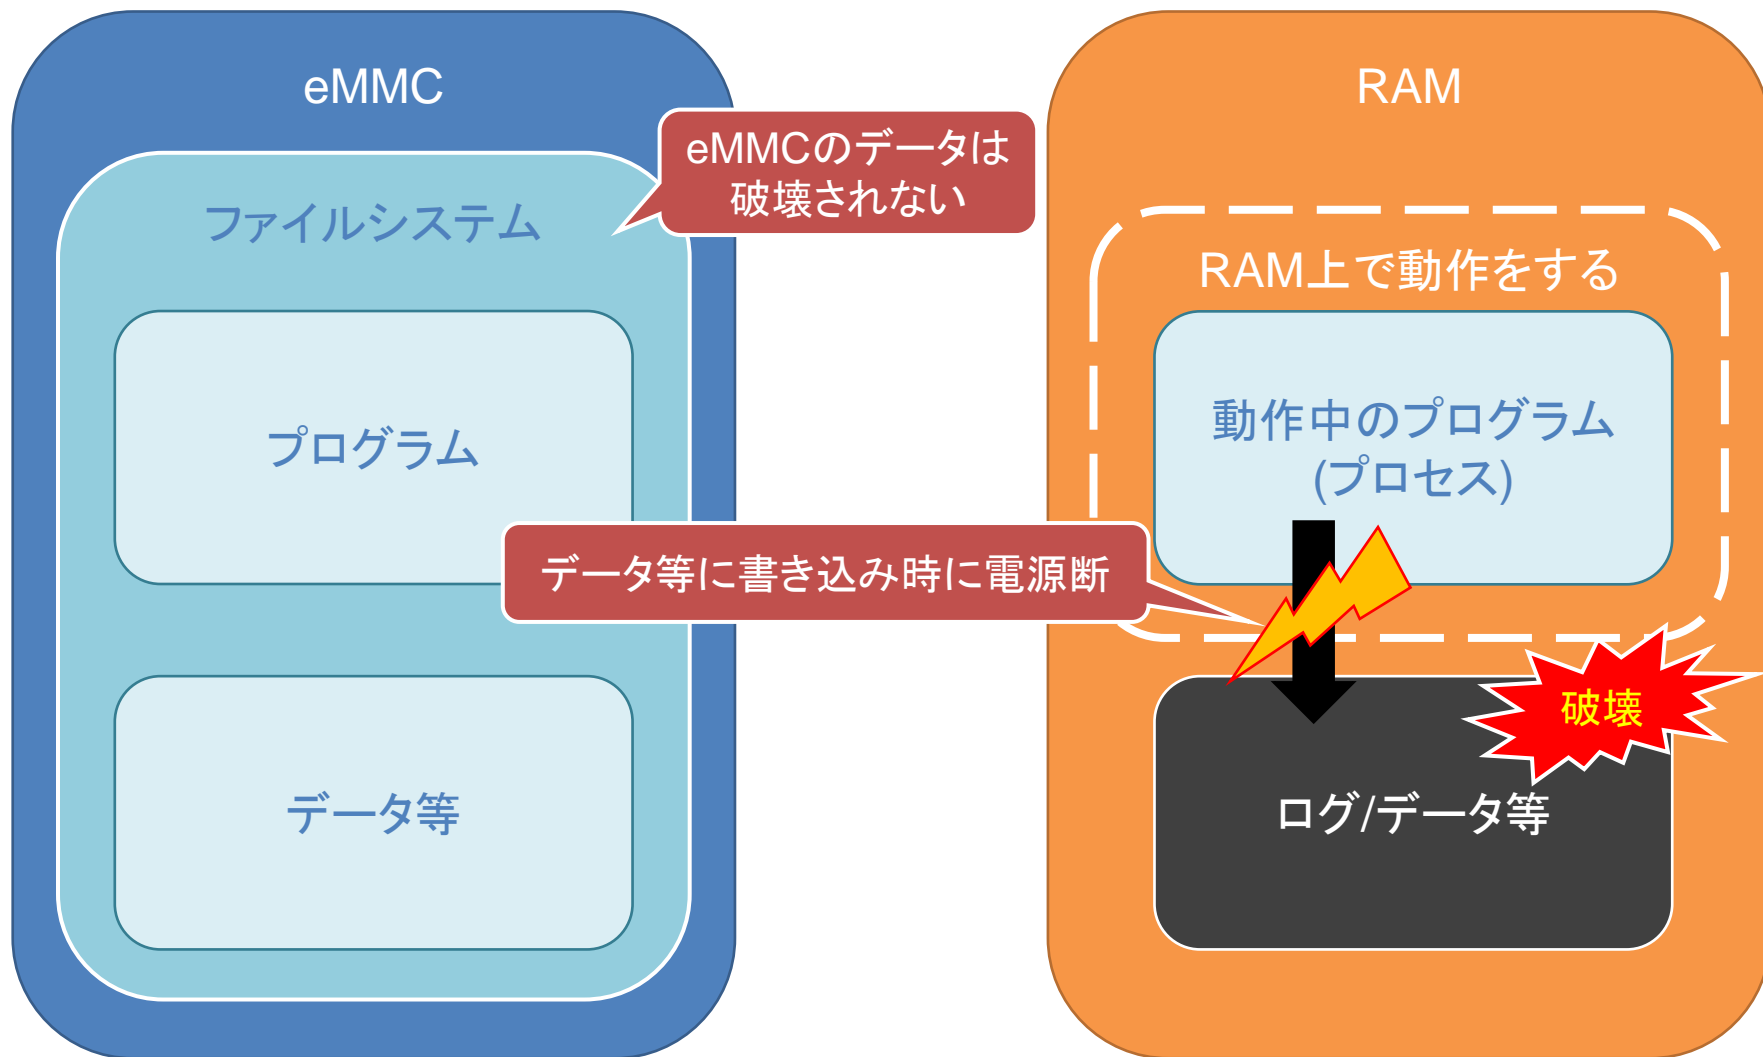 eMMC
ファイルシステム
eMMCのデータは
破壊されない
プログラム
データ等
RAM
RAM上で動作をする
動作中のプログラム
(プロセス)
データ等に書き込み時に電源断
破壊
ログ/データ等